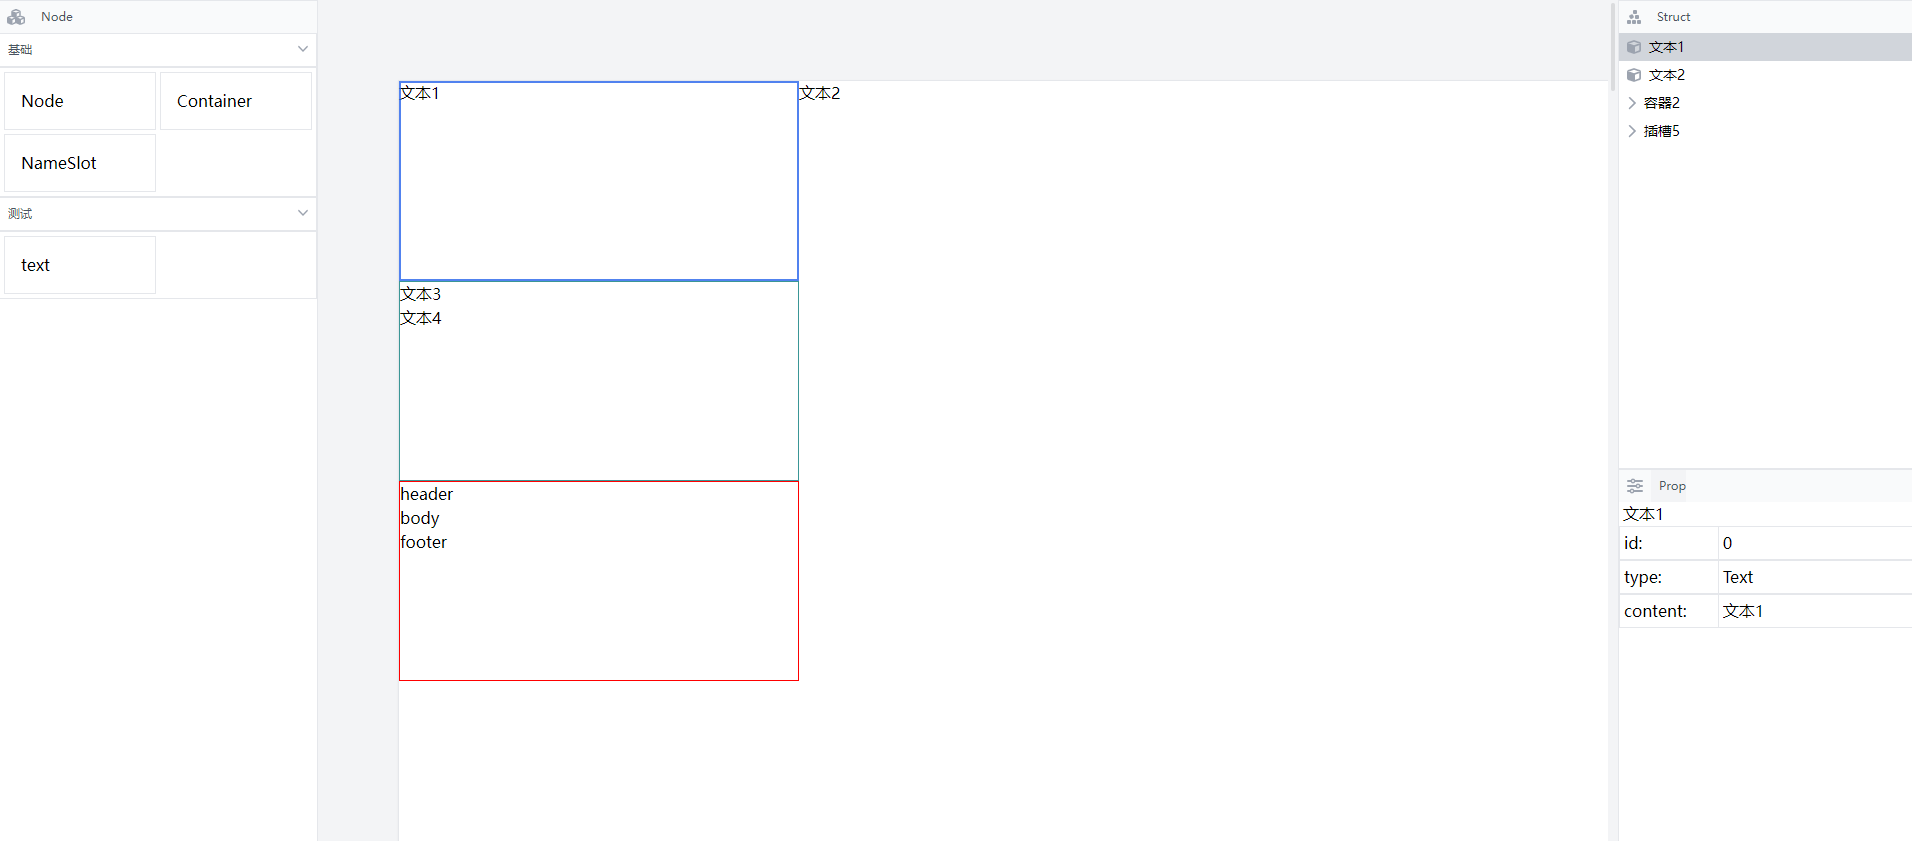 Node
基础
Node
Container
NameSlot
测试
text
文本1
文本2
文本3
文本4
header
body
footer
Struct
文本1
文本2
容器2
插槽5
Prop
文本1
id: 0
type: Text
content: 文本1